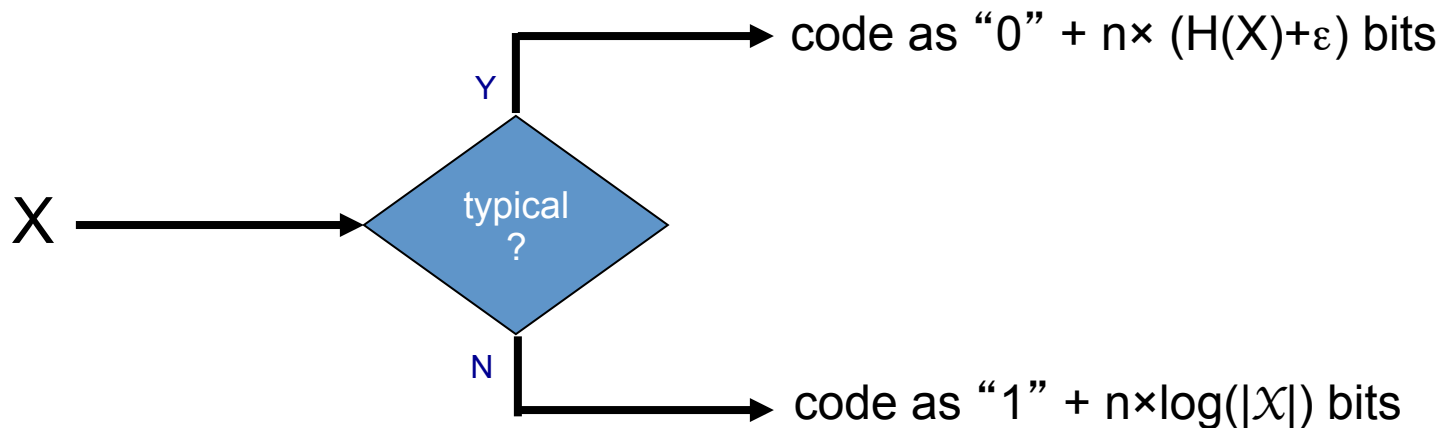 code as “0” + n× (H(X)+ε) bits
Y
X
typical
?
N
code as “1” + n×log(|𝒳|) bits